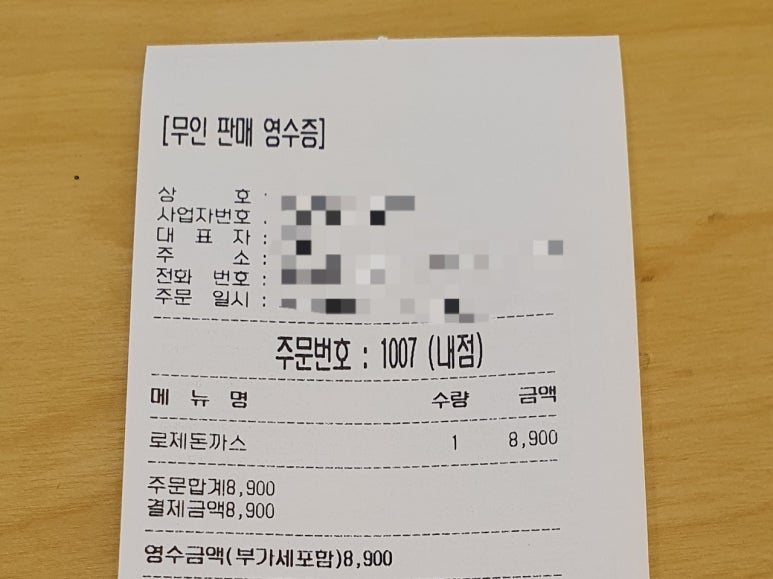 [무인 판매 영수증]
상 호 :
사업자번호 :
대 표 자 :
주 소 :
전화 번호 :
주문 일시 :
주문번호 : 1007 (내점)
메 뉴 명 수량 금액
로제돈까스 1 8,900
주문합계8,900
결제금액8,900
영수금액(부가세포함)8,900